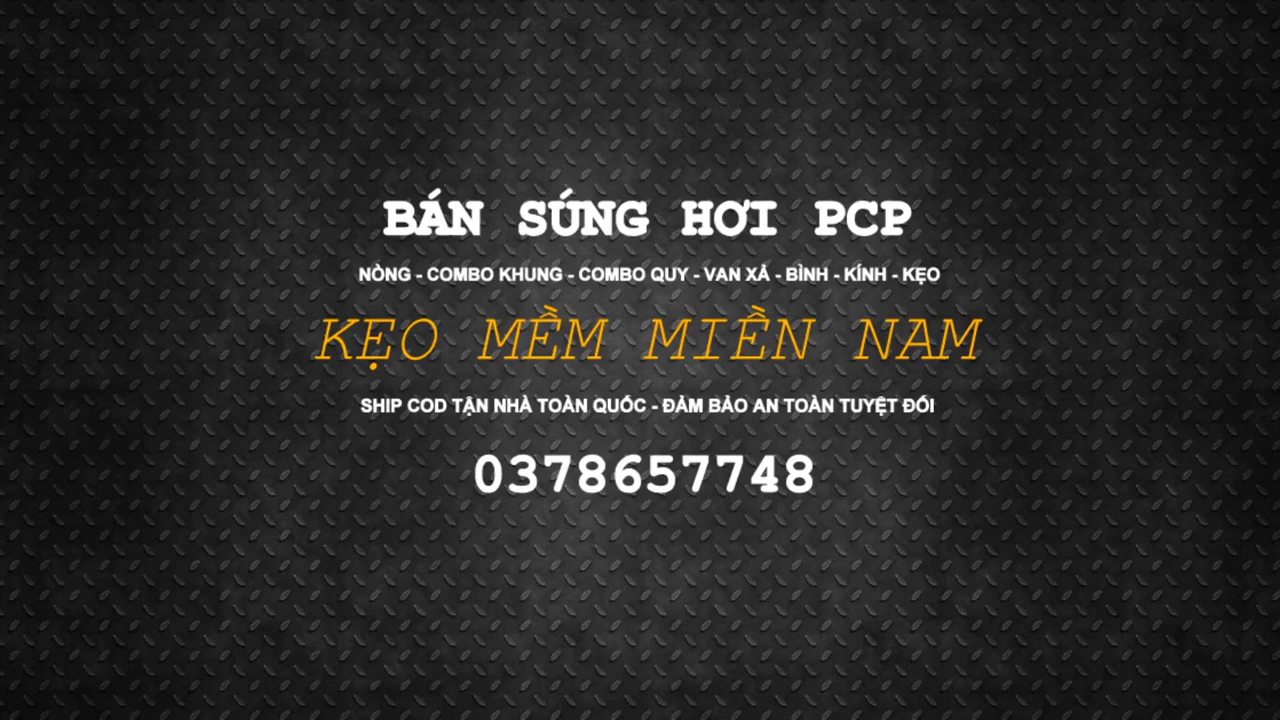 BÁN SÚNG HƠI PCP
NÒNG - COMBO KHUNG - COMBO QUY - VAN XẢ - BÌNH - KÍNH - KẸO
KẸO MỀM MIỀN NAM
SHIP COD TẬN NHÀ TOÀN QUỐC - ĐẢM BẢO AN TOÀN TUYỆT ĐỐI
0378657748